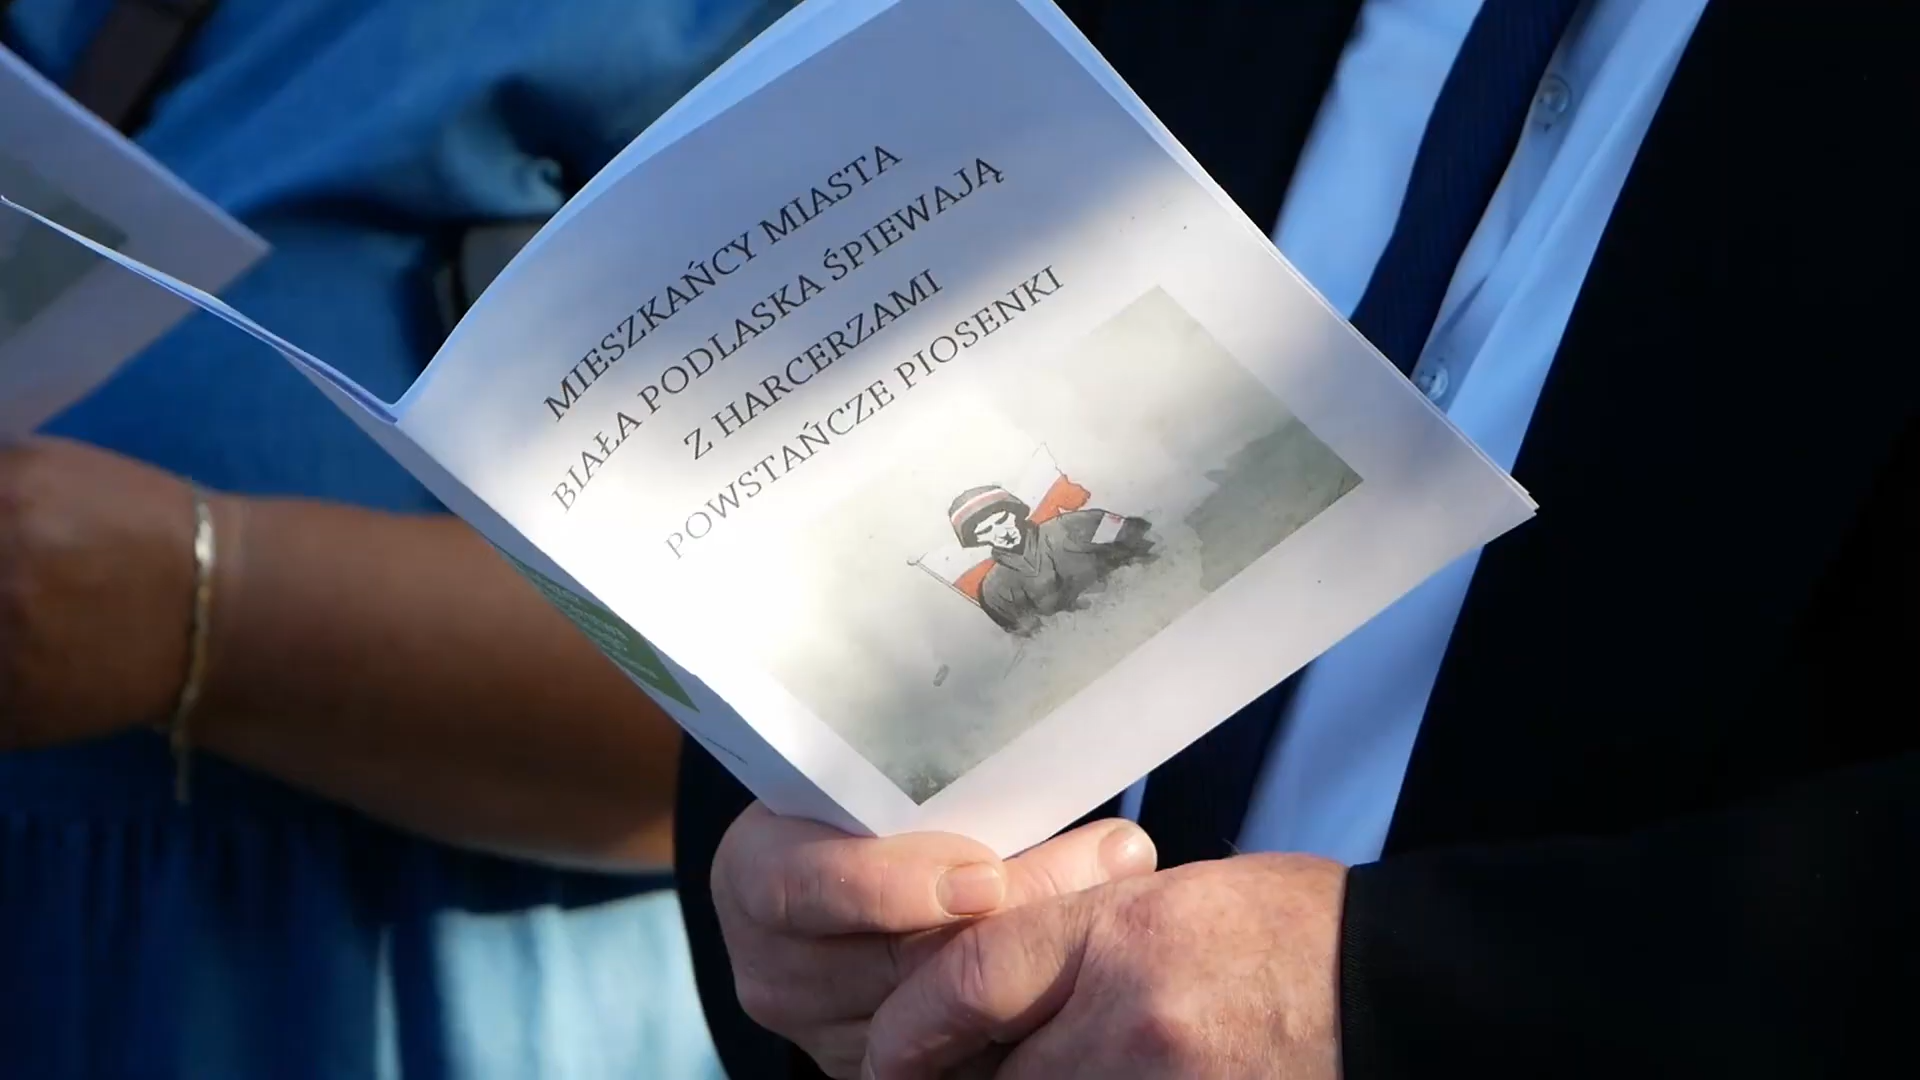 MIESZKAŃCY MIASTA
BIAŁA PODLASKA ŚPIEWAJĄ
Z HARCERZAMI
POWSTAŃCZE PIOSENKI